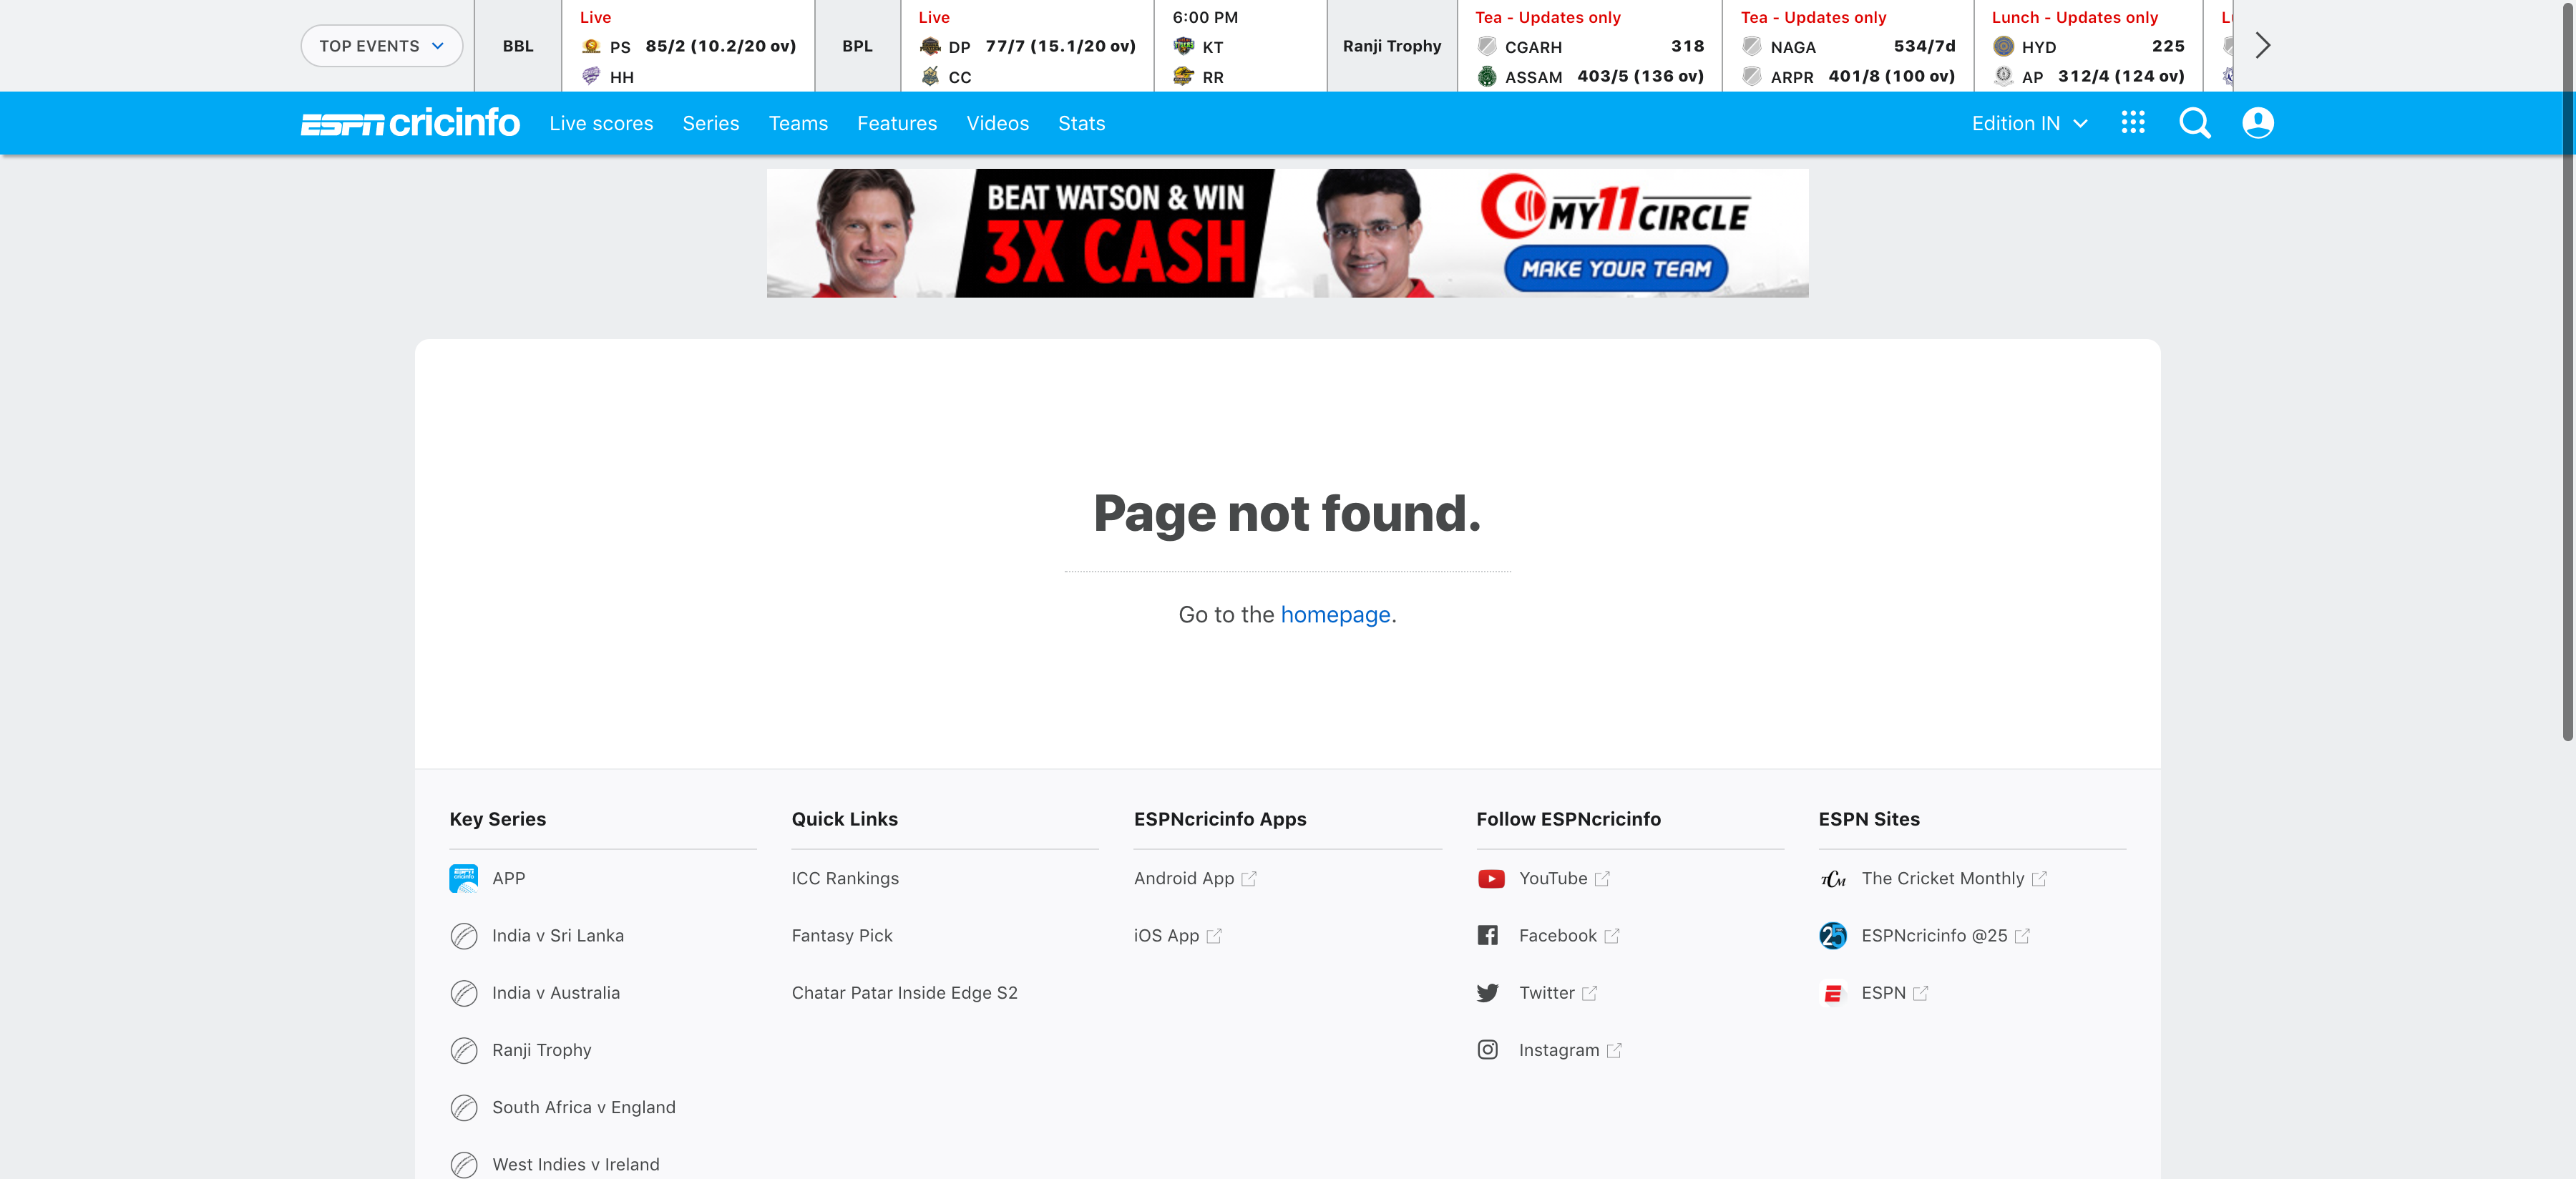 TOP EVENTS
BBL
Live
PS 85/2 (10.2/20 ov)
HH
BPL
Live
DP 77/7 (15.1/20 ov)
CC
6:00 PM
KT
RR
Ranji Trophy
Tea - Updates only
CGARH 318
ASSAM 403/5 (136 ov)
Tea - Updates only
NAGA 534/7d
ARPR 401/8 (100 ov)
Lunch - Updates only
HYD 225
AP 312/4 (124 ov)
ESPN cricinfo
Live scores
Series
Teams
Features
Videos
Stats
Edition IN
BEAT WATSON & WIN
3X CASH
MY11CIRCLE
MAKE YOUR TEAM
Page not found.
Go to the homepage.
Key Series
APP
India v Sri Lanka
India v Australia
Ranji Trophy
South Africa v England
West Indies v Ireland
Quick Links
ICC Rankings
Fantasy Pick
Chatar Patar Inside Edge S2
ESPNcricinfo Apps
Android App
iOS App
Follow ESPNcricinfo
YouTube
Facebook
Twitter
Instagram
ESPN Sites
TCM The Cricket Monthly
25 ESPNcricinfo @25
E ESPN